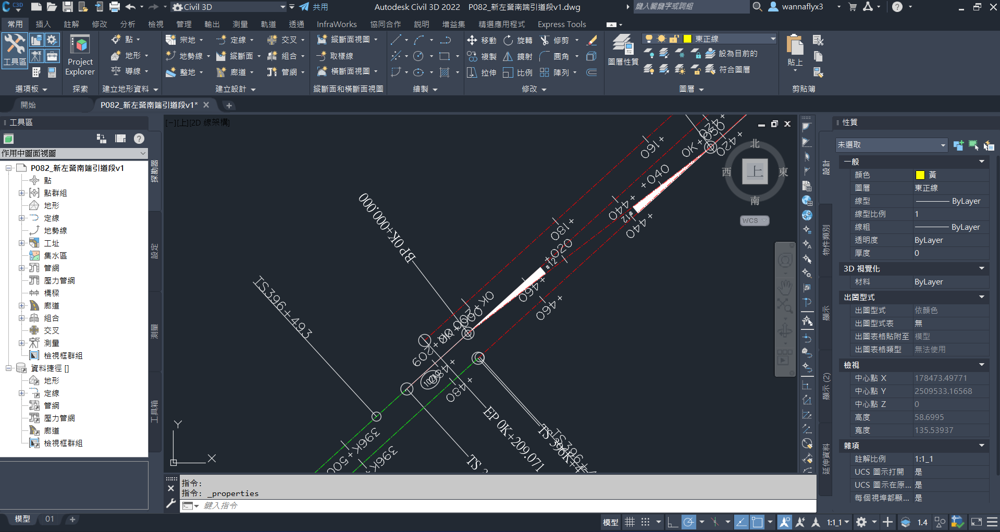 C3D
Civil 3D
共用
Autodesk Civil 3D 2022 P082_新左營南端引道段v1.dwg
鍵入關鍵字或詞組
wannaflyx3
常用 插入 註解 修改 分析 檢視 管理 輸出 測量 軌道 透通 InfraWorks 協同合作 說明 增益集 精選應用程式 Express Tools
工具區
Project Explorer
點
地形
導線
宗地
地勢線
整地
定線
縱斷面
廊道
交叉
組合
管網
縱斷面視圖
取樣線
橫斷面視圖
移動 旋轉 修剪
複製 鏡射 圓角
拉伸 比例 陣列
圖層性質
東正線
設為目前的
符合圖層
貼上
選項板 探索 建立地形資料 建立設計 縱斷面和橫斷面視圖 繪製 修改 圖層 剪貼簿
開始 P082_新左營南端引道段v1*
工具區
作用中圖面視圖
P082_新左營南端引道段v1
點
點群組
地形
定線
地勢線
工址
集水區
管網
壓力管網
橋樑
廊道
組合
交叉
測量
檢視框群組
資料捷徑 []
地形
定線
管網
壓力管網
廊道
檢視框群組
探勘器
設定
測量
工具箱
[−][上][2D 線架構]
北
西 上 東
南
WCS
+160
+420
0K+050
+420
+040
+440
#12
+440
+180
+020
#12
+460
+460
BP 0K+000.000
TS396+493
+480
+480
EP 0K+209.071
396K+500
Y
X
指令:
指令: _properties
鍵入指令
性質
未選取
設計
物件類別
顯示
顯示 (2)
延伸資料
一般
顏色 黃
圖層 東正線
線型 ByLayer
線型比例 1
線粗 ByLayer
透明度 ByLayer
厚度 0
3D 視覺化
材料 ByLayer
出圖型式
出圖型式 依顏色
出圖型式表 無
出圖表格貼附至 模型
出圖表格類型 無法使用
檢視
中心點 X 178473.49771
中心點 Y 2509533.16568
中心點 Z 0
高度 58.6995
寬度 135.53937
雜項
註解比例 1:1_1
UCS 圖示打開 是
UCS 圖示在原... 是
每個視埠都顯... 是
模型 01
模型 1:1_1 1.4